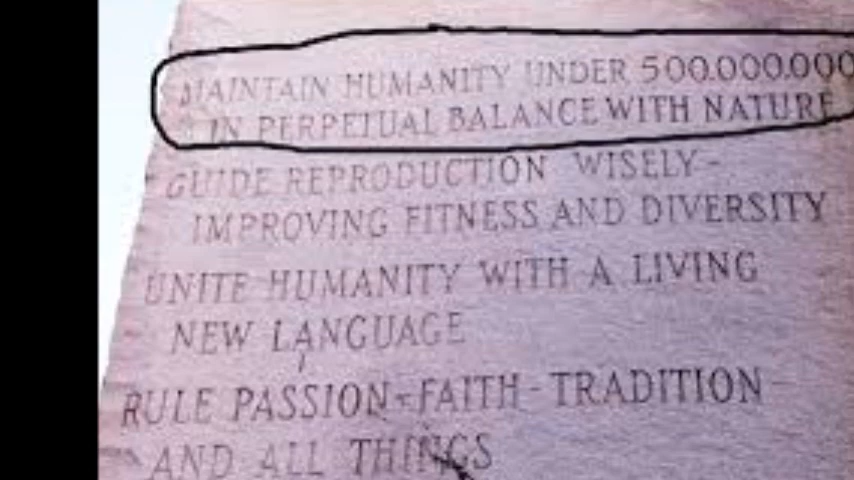 MAINTAIN HUMANITY UNDER 500.000.000
IN PERPETUAL BALANCE WITH NATURE
GUIDE REPRODUCTION WISELY-
IMPROVING FITNESS AND DIVERSITY
UNITE HUMANITY WITH A LIVING
NEW LANGUAGE
RULE PASSION-FAITH-TRADITION
AND ALL THINGS